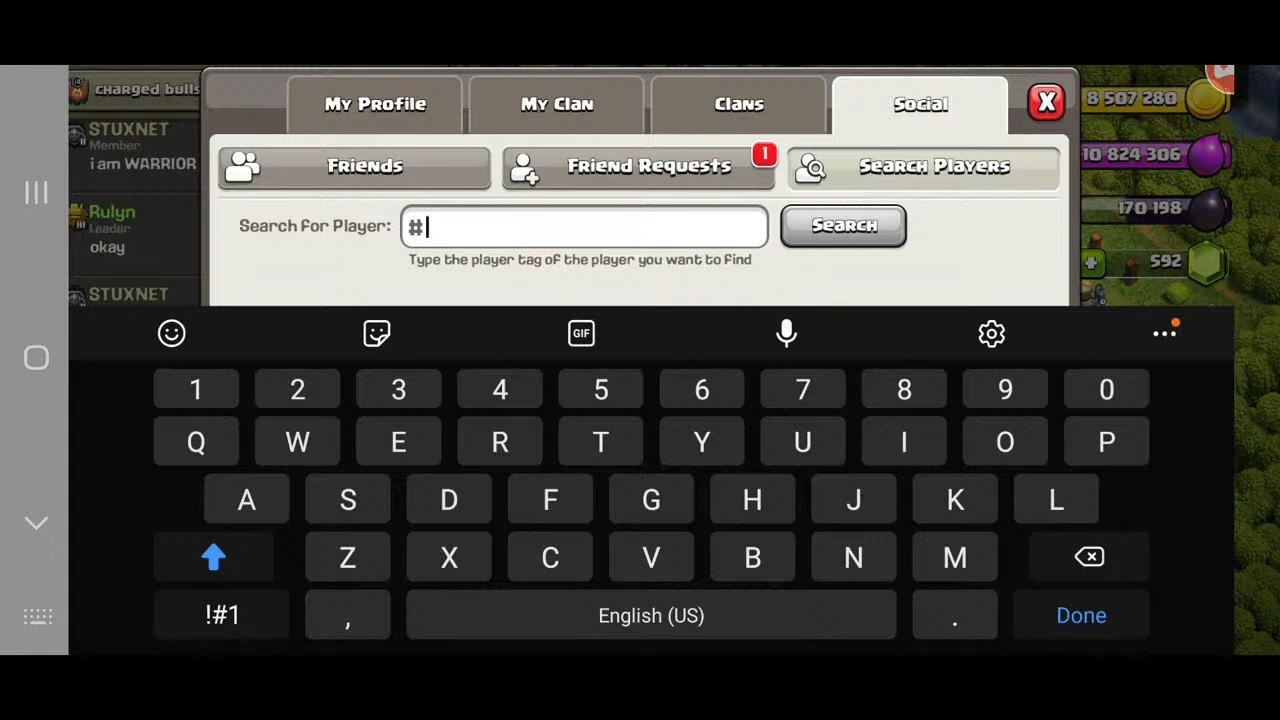 charged bulls
STUXNET
Member
i am WARRIOR
Rulyn
Leader
okay
STUXNET
My Profile
My Clan
Clans
Social
X
Friends
Friend Requests
1
Search Players
Search for Player:
#
Search
Type the player tag of the player you want to find
8 507 280
10 824 306
170 198
592
GIF
1 2 3 4 5 6 7 8 9 0
Q W E R T Y U I O P
A S D F G H J K L
Z X C V B N M
!#1 , English (US) . Done